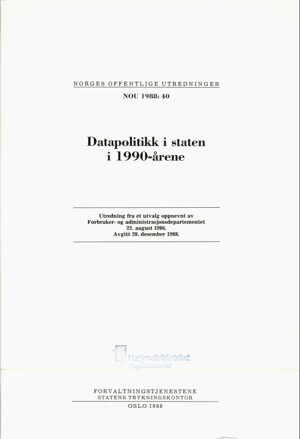 NORGES OFFENTLIGE UTREDNINGER
NOU 1988: 40
Datapolitikk i staten
i 1990-årene
Utredning fra et utvalg oppnevnt av
Forbruker- og administrasjonsdepartementet
22. august 1986.
Avgitt 28. desember 1988.
Nasjonalbiblioteket
FORVALTNINGSTJENESTENE
STATENS TRYKNINGSKONTOR
OSLO 1988